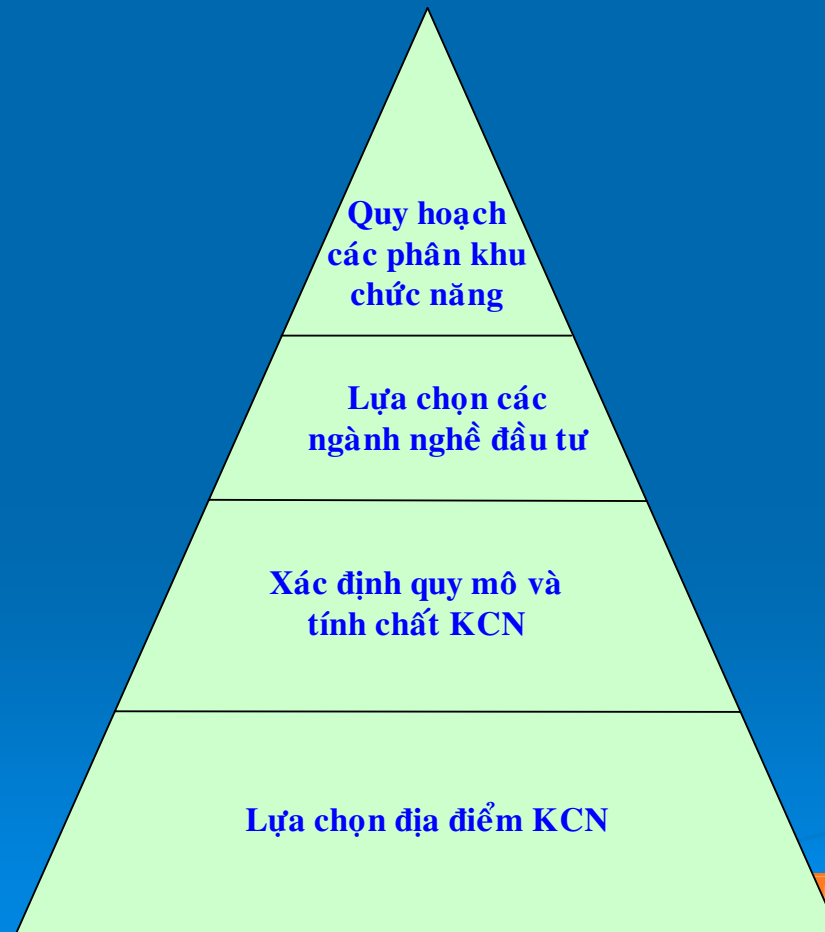 Quy hoạch
các phân khu
chức năng
Lựa chọn các
ngành nghề đầu tư
Xác định quy mô và
tính chất KCN
Lựa chọn địa điểm KCN